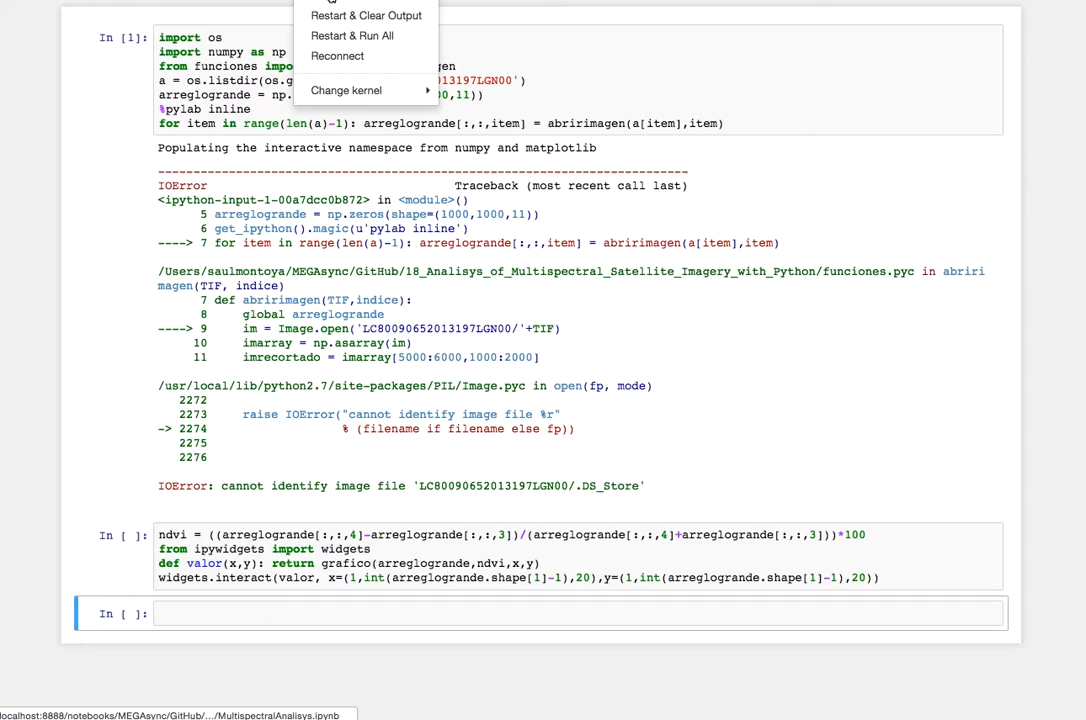 Restart & Clear Output
Restart & Run All
Reconnect
Change kernel
In [1]:
import os
import numpy as np
from funciones impo en
a = os.listdir(os.g 013197LGN00')
arreglogrande = np. 00,11))
%pylab inline
for item in range(len(a)-1): arreglogrande[:,:,item] = abririmagen(a[item],item)
Populating the interactive namespace from numpy and matplotlib
---------------------------------------------------------------------------
IOError Traceback (most recent call last)
<ipython-input-1-00a7dcc0b872> in <module>()
5 arreglogrande = np.zeros(shape=(1000,1000,11))
6 get_ipython().magic(u'pylab inline')
----> 7 for item in range(len(a)-1): arreglogrande[:,:,item] = abririmagen(a[item],item)
/Users/saulmontoya/MEGAsync/GitHub/18_Analisys_of_Multispectral_Satellite_Imagery_with_Python/funciones.pyc in abriri
magen(TIF, indice)
7 def abririmagen(TIF,indice):
8 global arreglogrande
----> 9 im = Image.open('LC80090652013197LGN00/'+TIF)
10 imarray = np.asarray(im)
11 imrecortado = imarray[5000:6000,1000:2000]
/usr/local/lib/python2.7/site-packages/PIL/Image.pyc in open(fp, mode)
2272
2273 raise IOError("cannot identify image file %r"
-> 2274 % (filename if filename else fp))
2275
2276
IOError: cannot identify image file 'LC80090652013197LGN00/.DS_Store'
In [ ]:
ndvi = ((arreglogrande[:,:,4]-arreglogrande[:,:,3])/(arreglogrande[:,:,4]+arreglogrande[:,:,3]))*100
from ipywidgets import widgets
def valor(x,y): return grafico(arreglogrande,ndvi,x,y)
widgets.interact(valor, x=(1,int(arreglogrande.shape[1]-1),20),y=(1,int(arreglogrande.shape[1]-1),20))
In [ ]:
localhost:8888/notebooks/MEGAsync/GitHub/.../MultispectralAnalisys.ipynb